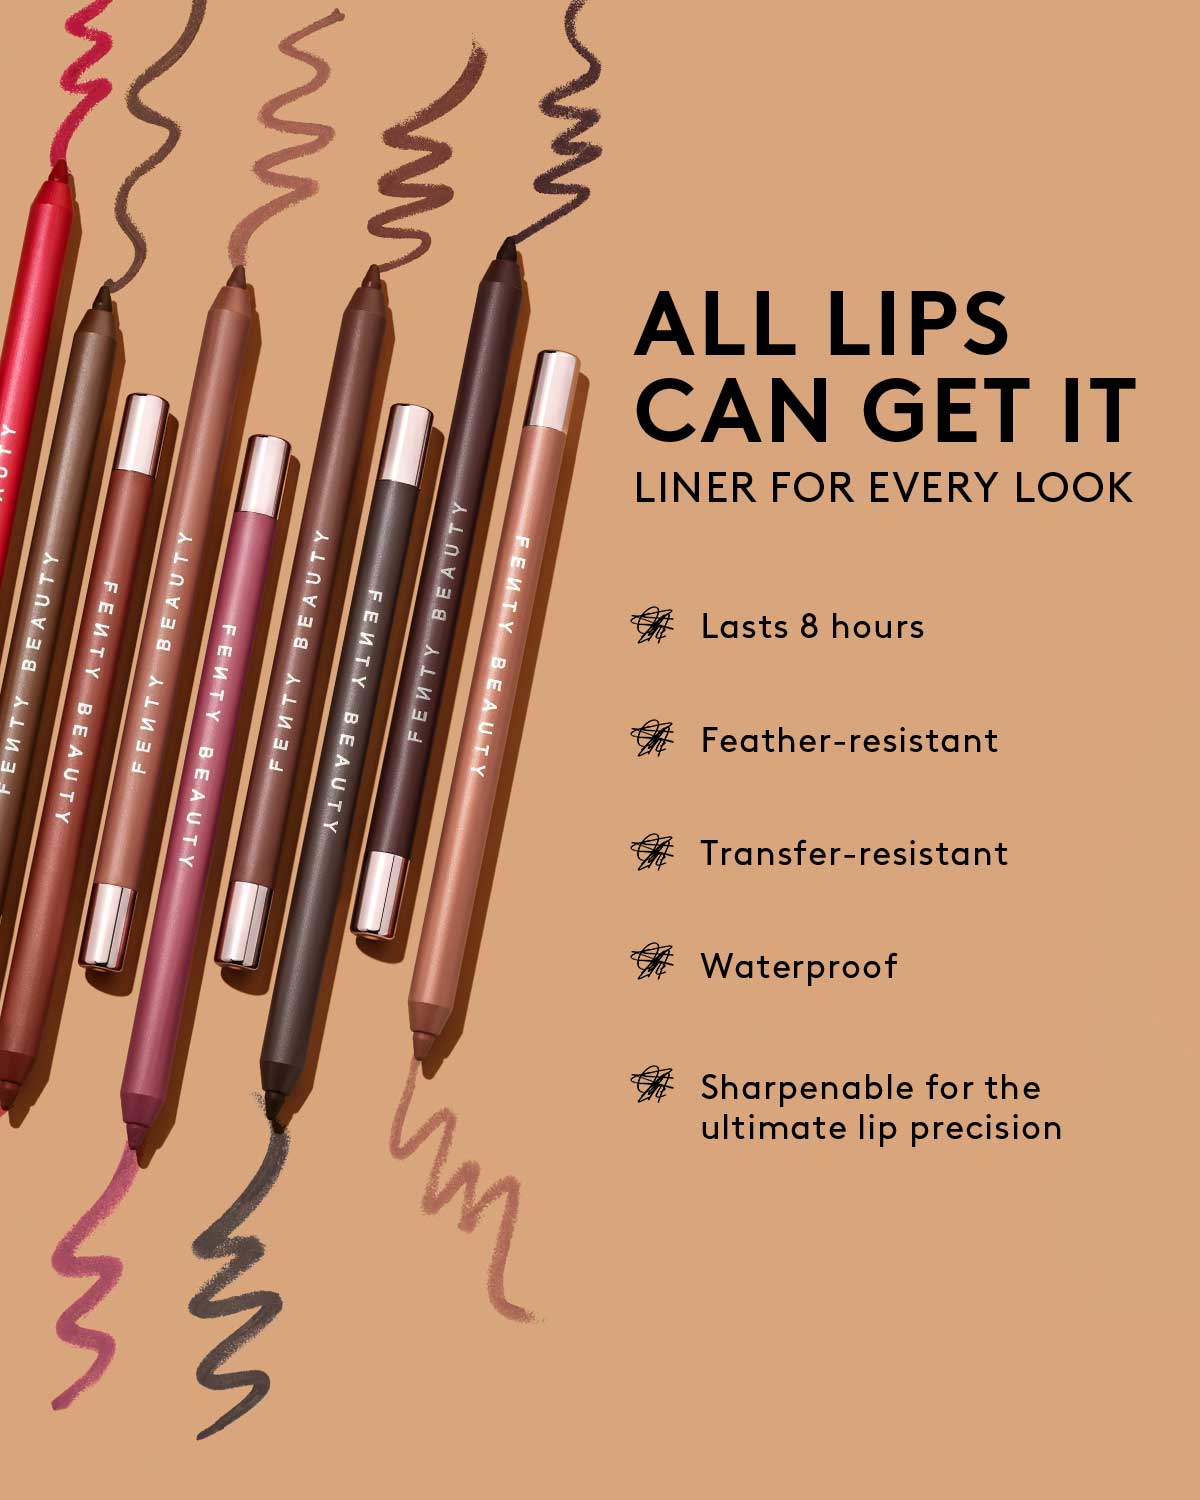 ALL LIPS
CAN GET IT
LINER FOR EVERY LOOK
Lasts 8 hours
Feather-resistant
Transfer-resistant
Waterproof
Sharpenable for the
ultimate lip precision
AUTY
FENTY BEAUTY
FENTY BEAUTY
FENTY BEAUTY
FENTY BEAUTY
FENTY BEAUTY
FENTY BEAUTY
FENTY BEAUTY
FENTY BEAUTY